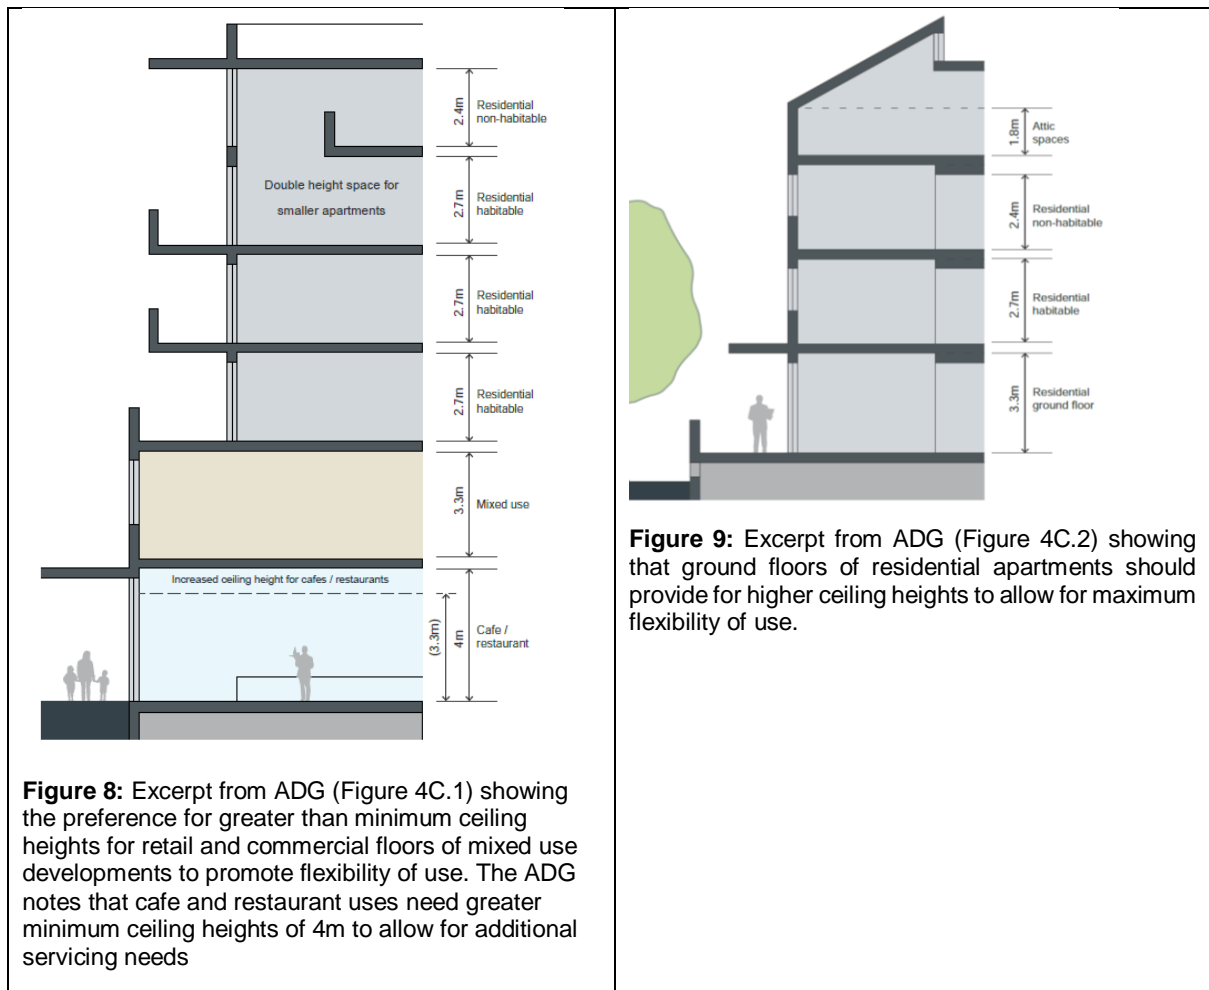 2.4m
Residential
non-habitable
Double height space for
smaller apartments
2.7m
Residential
habitable
2.7m
Residential
habitable
2.7m
Residential
habitable
3.3m
Mixed use
Increased ceiling height for cafes / restaurants
(3.3m)
4m
Cafe /
restaurant
Figure 8: Excerpt from ADG (Figure 4C.1) showing
the preference for greater than minimum ceiling
heights for retail and commercial floors of mixed use
developments to promote flexibility of use. The ADG
notes that cafe and restaurant uses need greater
minimum ceiling heights of 4m to allow for additional
servicing needs
1.8m
Attic
spaces
2.4m
Residential
non-habitable
2.7m
Residential
habitable
3.3m
Residential
ground floor
Figure 9: Excerpt from ADG (Figure 4C.2) showing
that ground floors of residential apartments should
provide for higher ceiling heights to allow for maximum
flexibility of use.